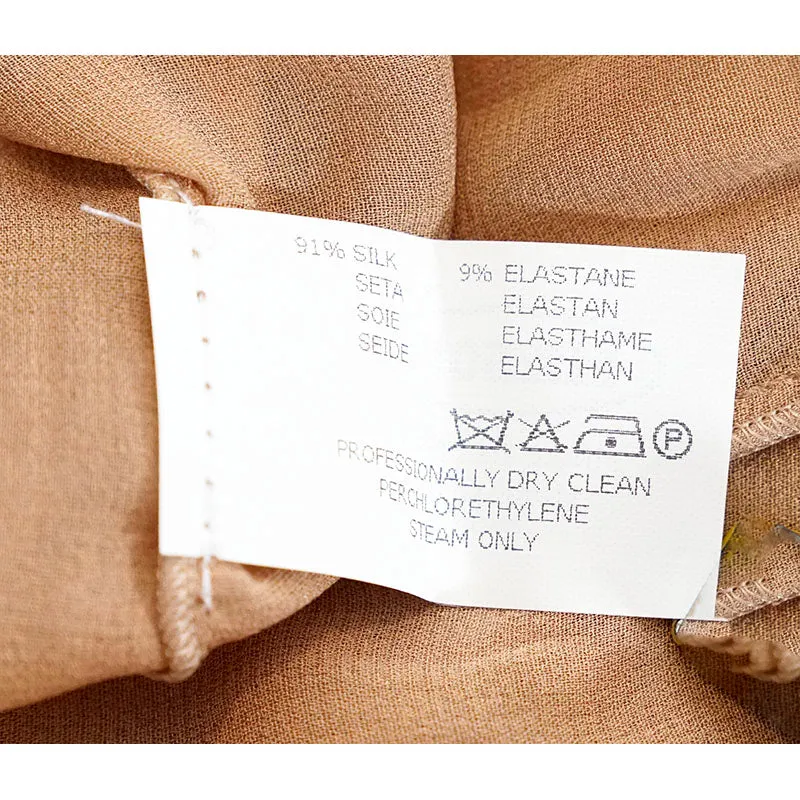 91% SILK
SETA
SOIE
SEIDE
9% ELASTANE
ELASTAN
ELASTHAME
ELASTHAN
P
PROFESSIONALLY DRY CLEAN
PERCHLORETHYLENE
STEAM ONLY